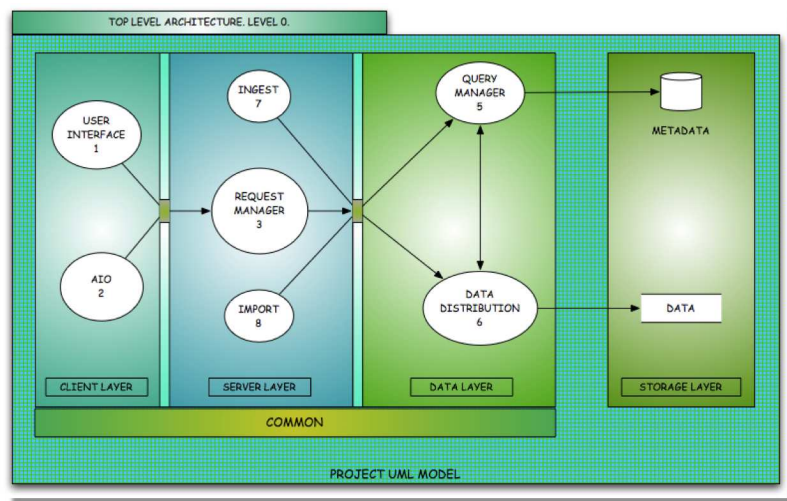 TOP LEVEL ARCHITECTURE. LEVEL 0.
USER
INTERFACE
1
AIO
2
CLIENT LAYER
INGEST
7
REQUEST
MANAGER
3
IMPORT
8
SERVER LAYER
QUERY
MANAGER
5
DATA
DISTRIBUTION
6
DATA LAYER
METADATA
DATA
STORAGE LAYER
COMMON
PROJECT UML MODEL